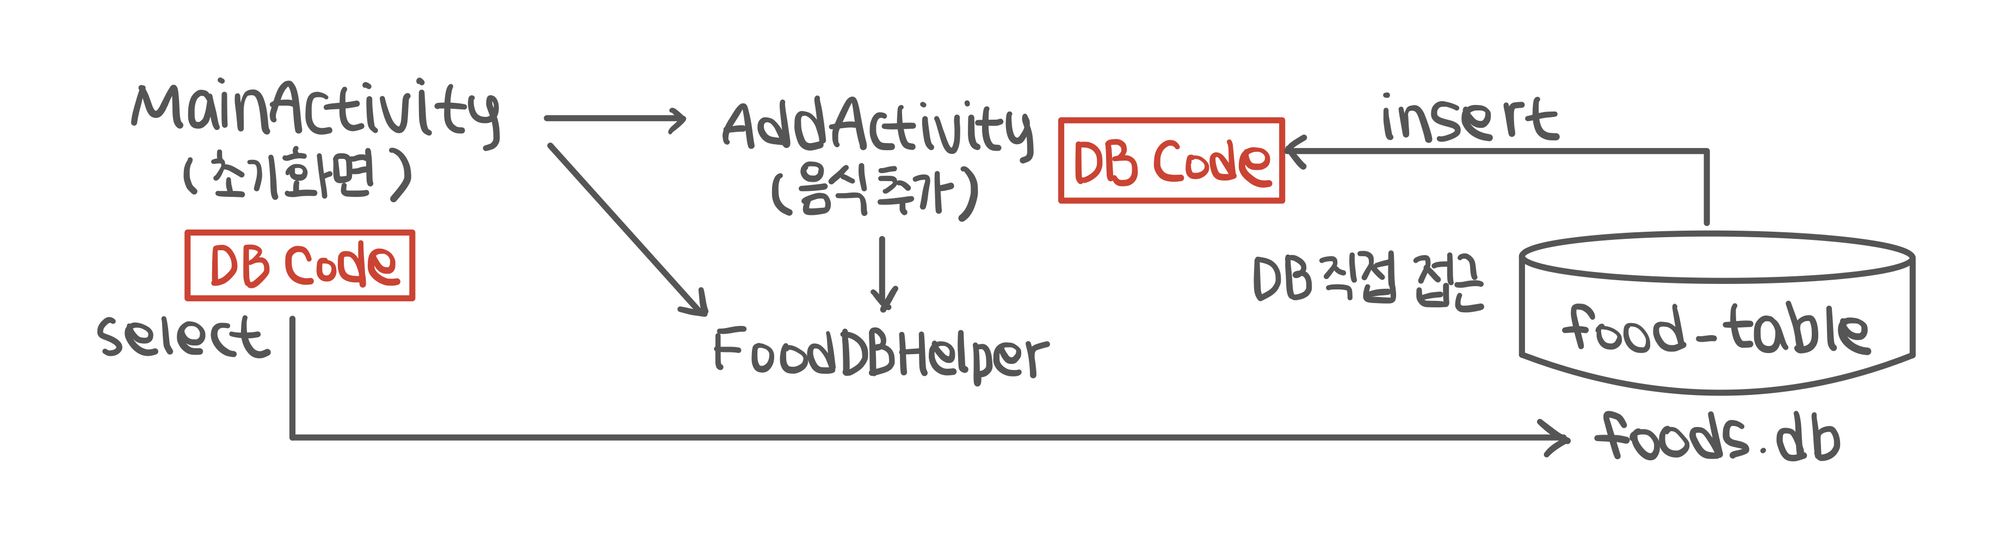 MainActivity
(초기화면)
DB Code
select
AddActivity
(음식추가)
DB Code
FoodDBHelper
insert
DB 직접 접근
food-table
foods.db